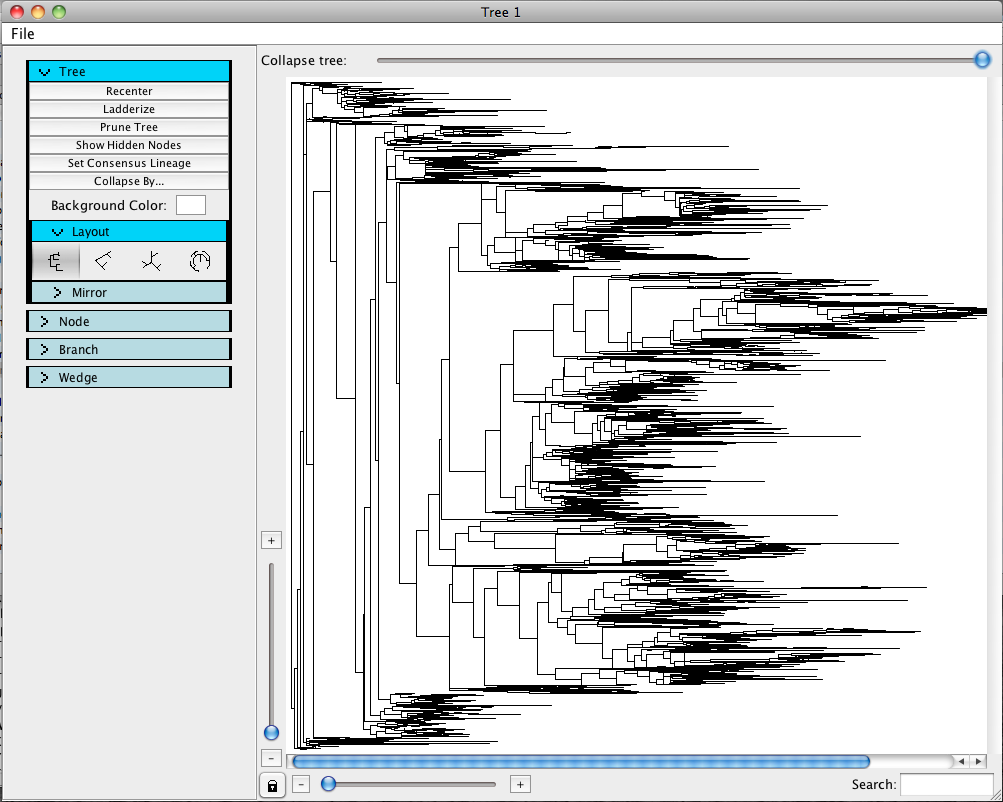 Tree 1
File
Tree
Recenter
Ladderize
Prune Tree
Show Hidden Nodes
Set Consensus Lineage
Collapse By...
Background Color:
Layout
Mirror
Node
Branch
Wedge
Collapse tree:
+
-
-
+
Search: